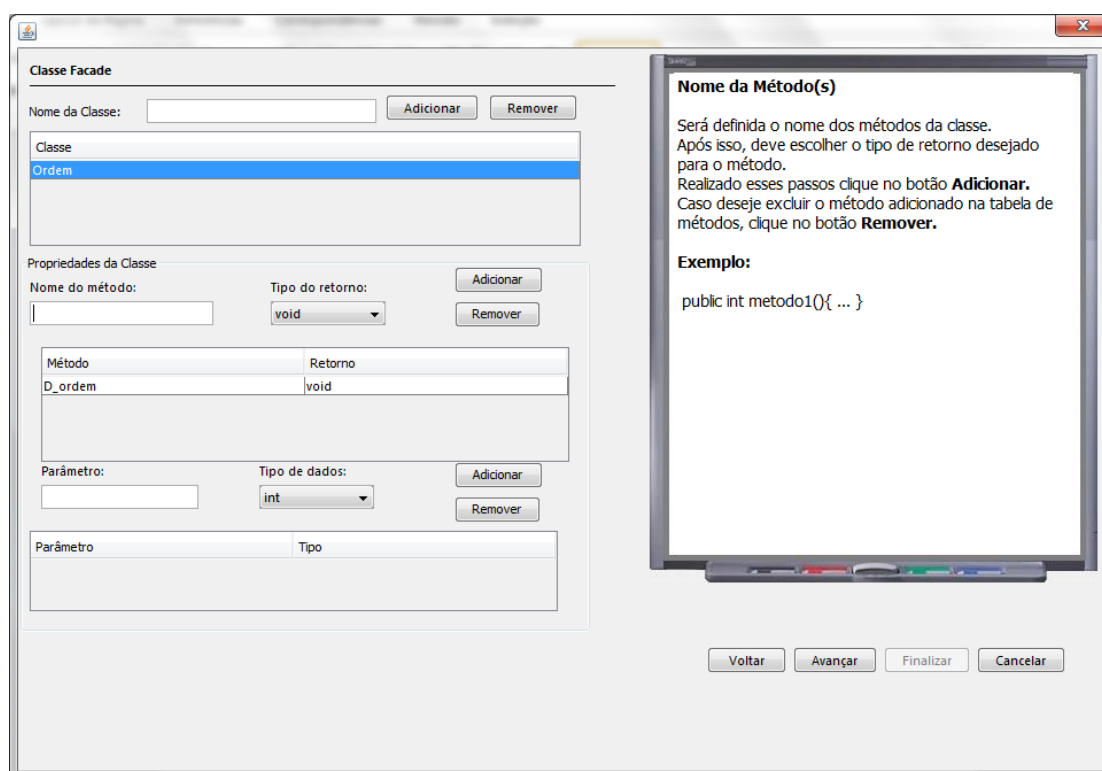 Classe Facade
Nome da Classe:
Adicionar
Remover
Classe
Ordem
Propriedades da Classe
Nome do método:
Tipo do retorno:
Adicionar
void
Remover
Método Retorno
D_ordem void
Parâmetro:
Tipo de dados:
Adicionar
int
Remover
Parâmetro Tipo
Nome da Método(s)
Será definida o nome dos métodos da classe.
Após isso, deve escolher o tipo de retorno desejado
para o método.
Realizado esses passos clique no botão Adicionar.
Caso deseje excluir o método adicionado na tabela de
métodos, clique no botão Remover.
Exemplo:
public int metodo1(){ ... }
Voltar
Avançar
Finalizar
Cancelar